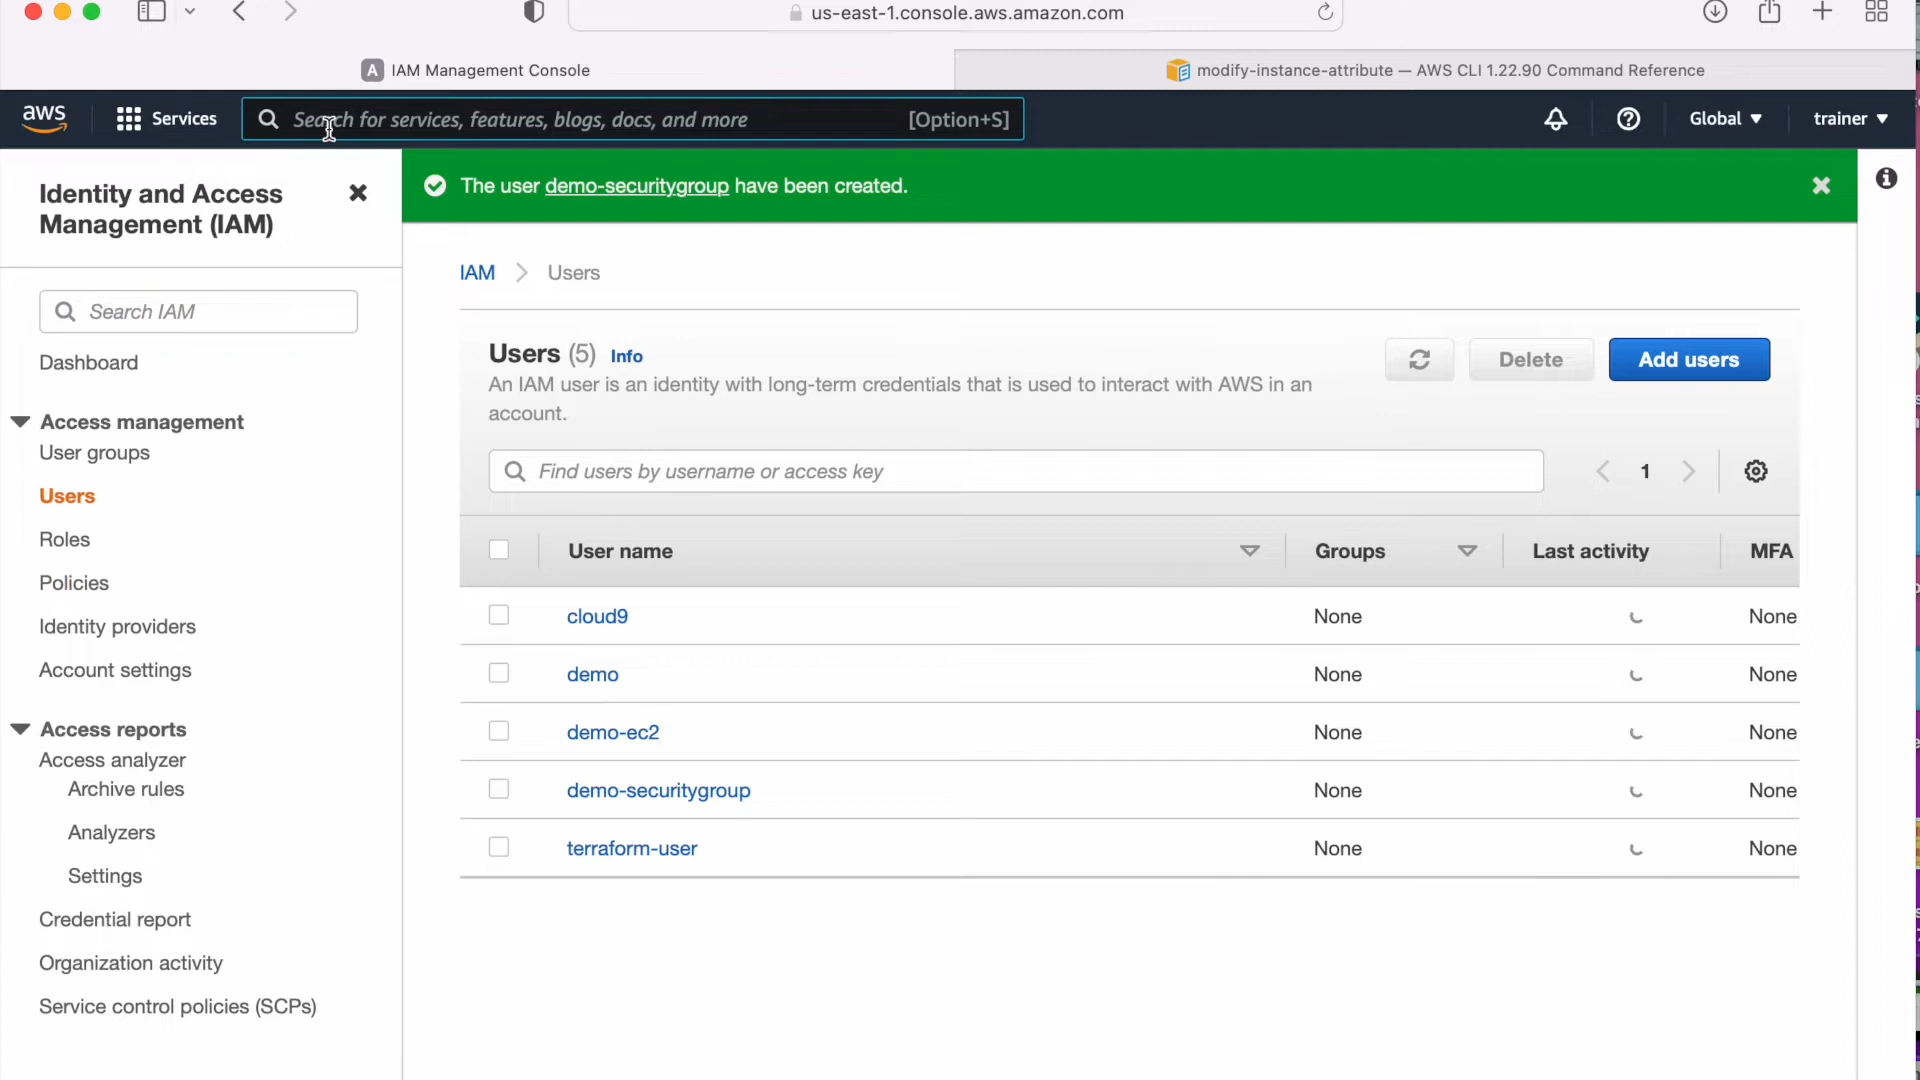 us-east-1.console.aws.amazon.com
A IAM Management Console
modify-instance-attribute — AWS CLI 1.22.90 Command Reference
aws
Services
Search for services, features, blogs, docs, and more
[Option+S]
Global
trainer
Identity and Access
Management (IAM)
The user demo-securitygroup have been created.
Search IAM
Dashboard
Access management
User groups
Users
Roles
Policies
Identity providers
Account settings
Access reports
Access analyzer
Archive rules
Analyzers
Settings
Credential report
Organization activity
Service control policies (SCPs)
IAM
Users
Users (5) Info
An IAM user is an identity with long-term credentials that is used to interact with AWS in an
account.
Delete
Add users
Find users by username or access key
1
User name Groups Last activity MFA
cloud9 None None
demo None None
demo-ec2 None None
demo-securitygroup None None
terraform-user None None